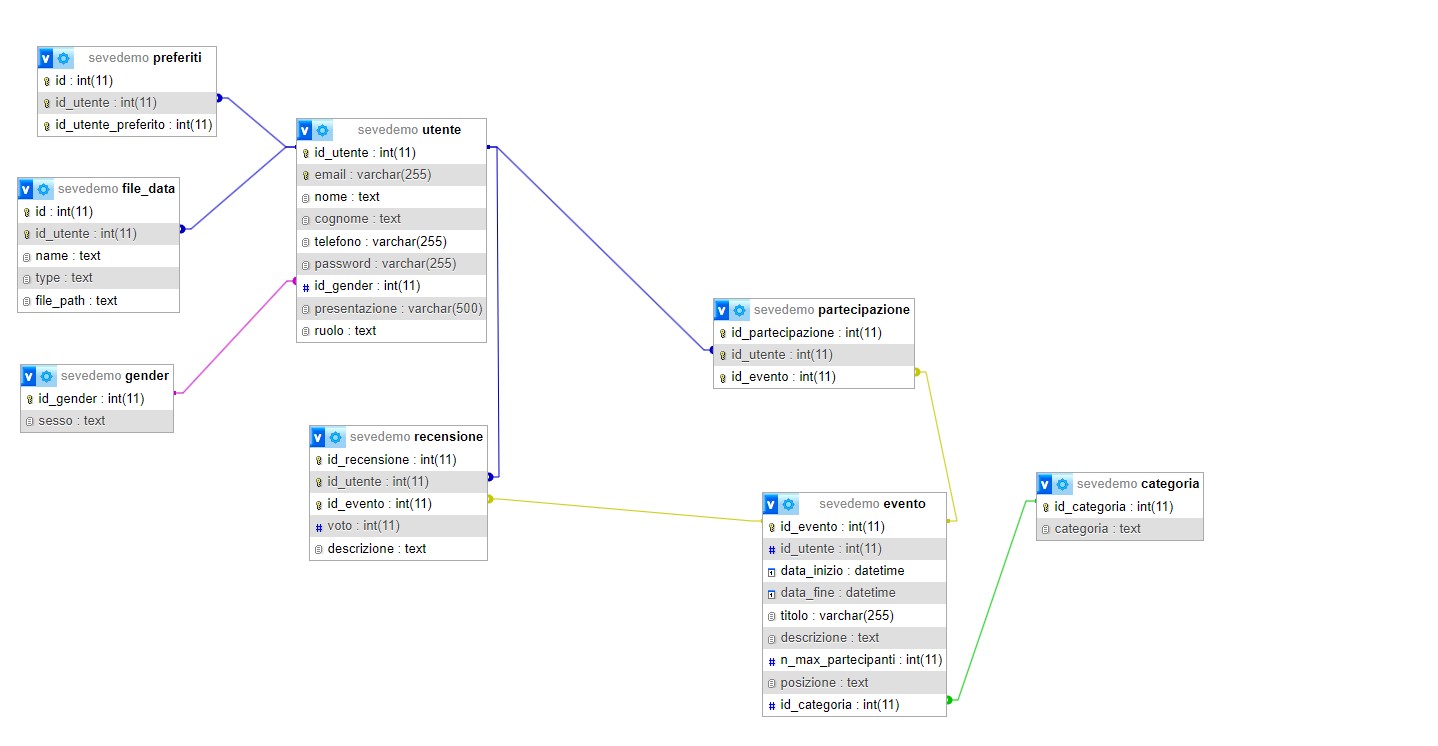 sevedemo preferiti
id : int(11)
id_utente : int(11)
id_utente_preferito : int(11)
sevedemo file_data
id : int(11)
id_utente : int(11)
name : text
type : text
file_path : text
sevedemo gender
id_gender : int(11)
sesso : text
sevedemo utente
id_utente : int(11)
email : varchar(255)
nome : text
cognome : text
telefono : varchar(255)
password : varchar(255)
id_gender : int(11)
presentazione : varchar(500)
ruolo : text
sevedemo recensione
id_recensione : int(11)
id_utente : int(11)
id_evento : int(11)
voto : int(11)
descrizione : text
sevedemo partecipazione
id_partecipazione : int(11)
id_utente : int(11)
id_evento : int(11)
sevedemo evento
id_evento : int(11)
id_utente : int(11)
data_inizio : datetime
data_fine : datetime
titolo : varchar(255)
descrizione : text
n_max_partecipanti : int(11)
posizione : text
id_categoria : int(11)
sevedemo categoria
id_categoria : int(11)
categoria : text